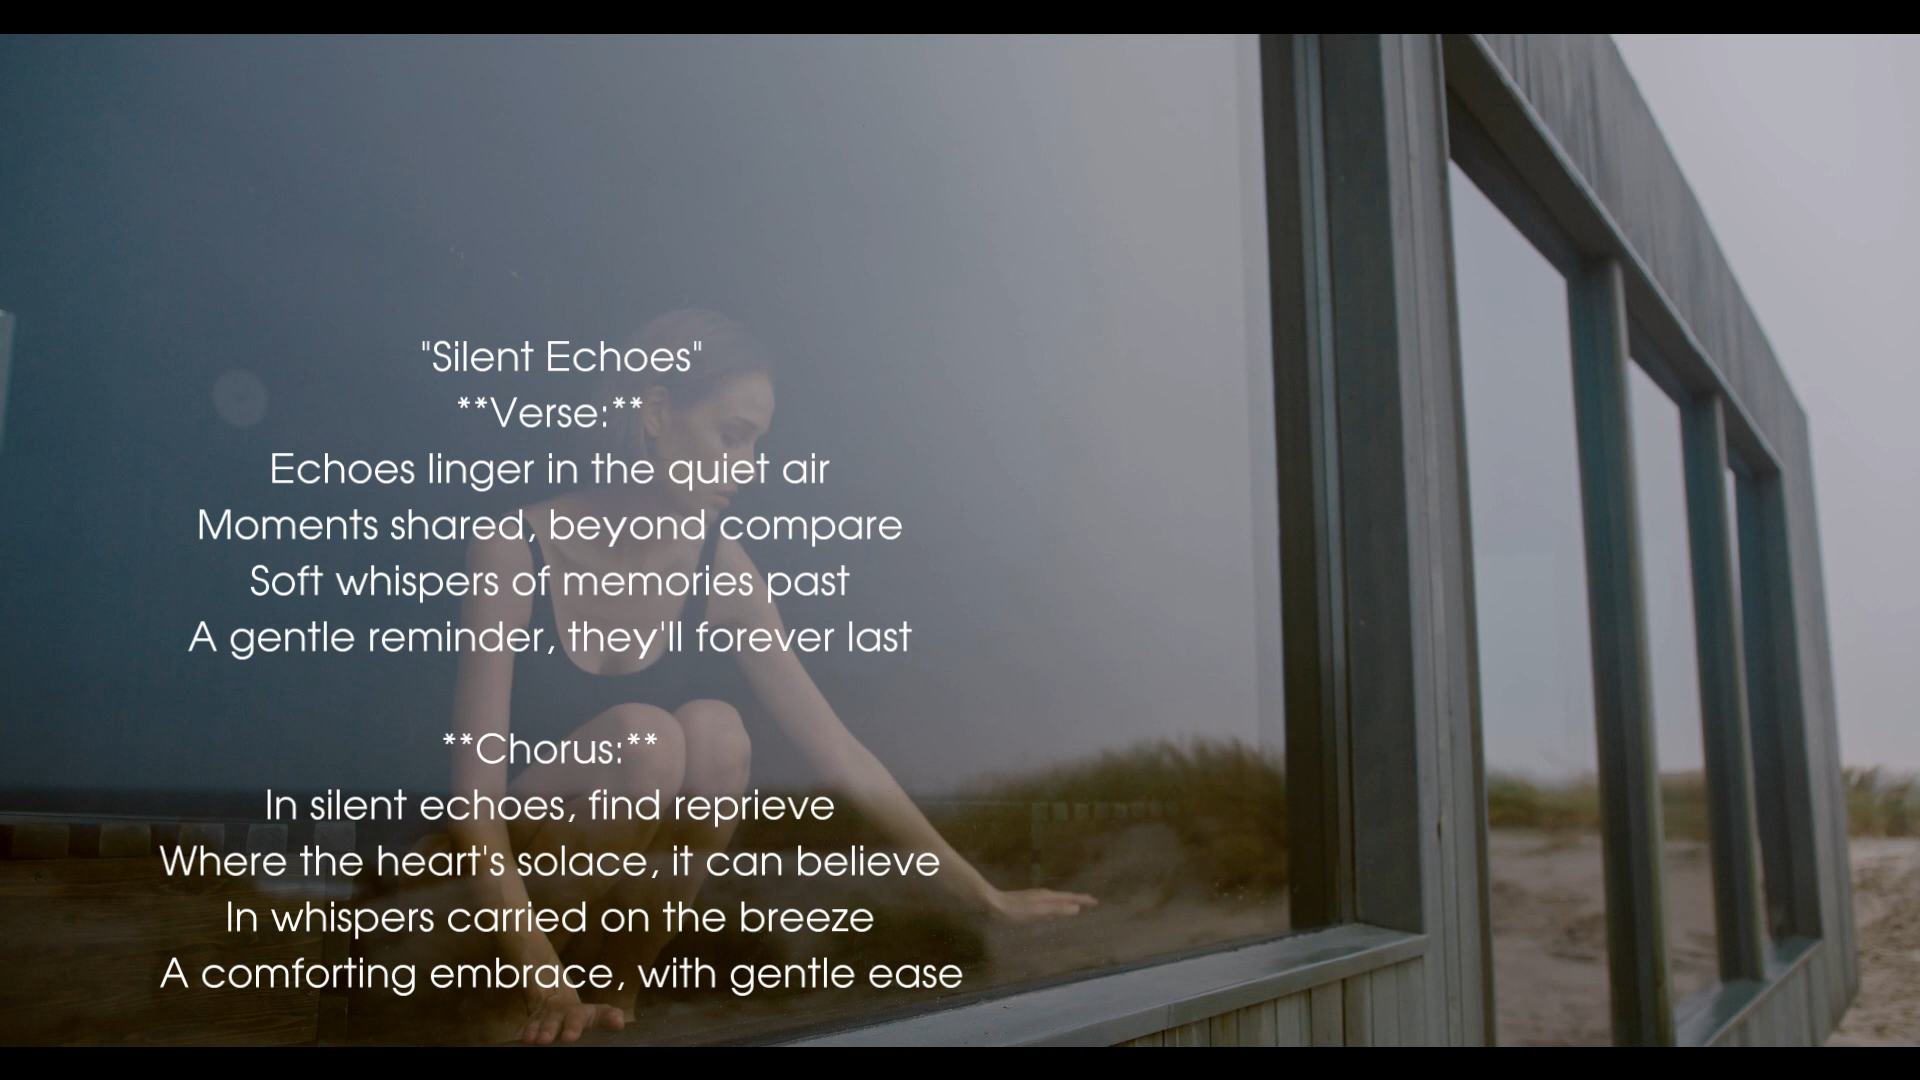 "Silent Echoes"
**Verse:**
Echoes linger in the quiet air
Moments shared, beyond compare
Soft whispers of memories past
A gentle reminder, they'll forever last
**Chorus:**
In silent echoes, find reprieve
Where the heart's solace, it can believe
In whispers carried on the breeze
A comforting embrace, with gentle ease